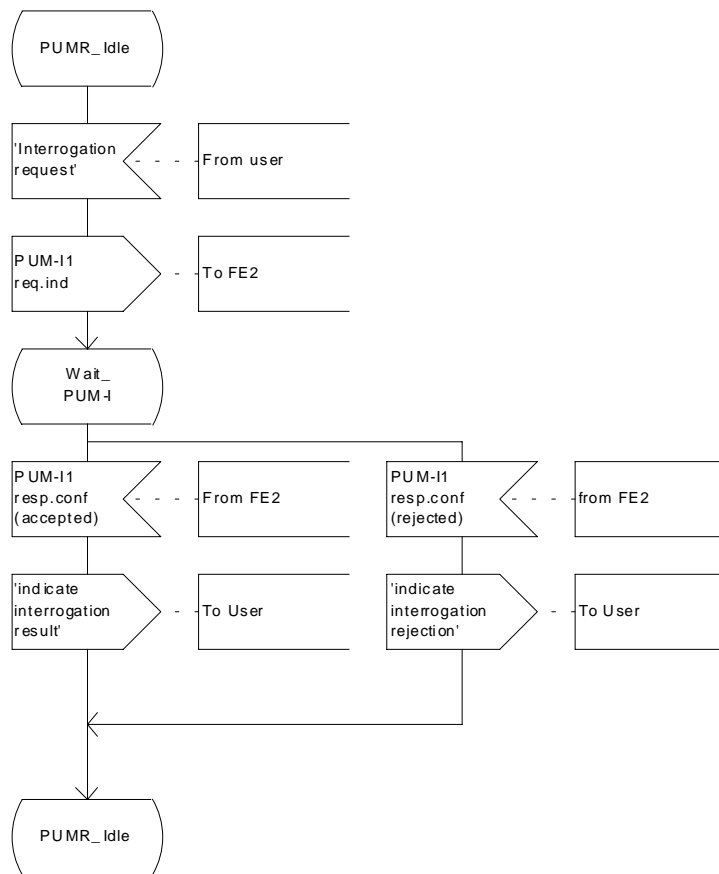 PUMR_Idle
'Interrogation
request'
From user
PUM-I1
req.ind
To FE2
Wait_
PUM-I
PUM-I1
resp.conf
(accepted)
From FE2
PUM-I1
resp.conf
(rejected)
from FE2
'indicate
interrogation
result'
To User
'indicate
interrogation
rejection'
To User
PUMR_Idle